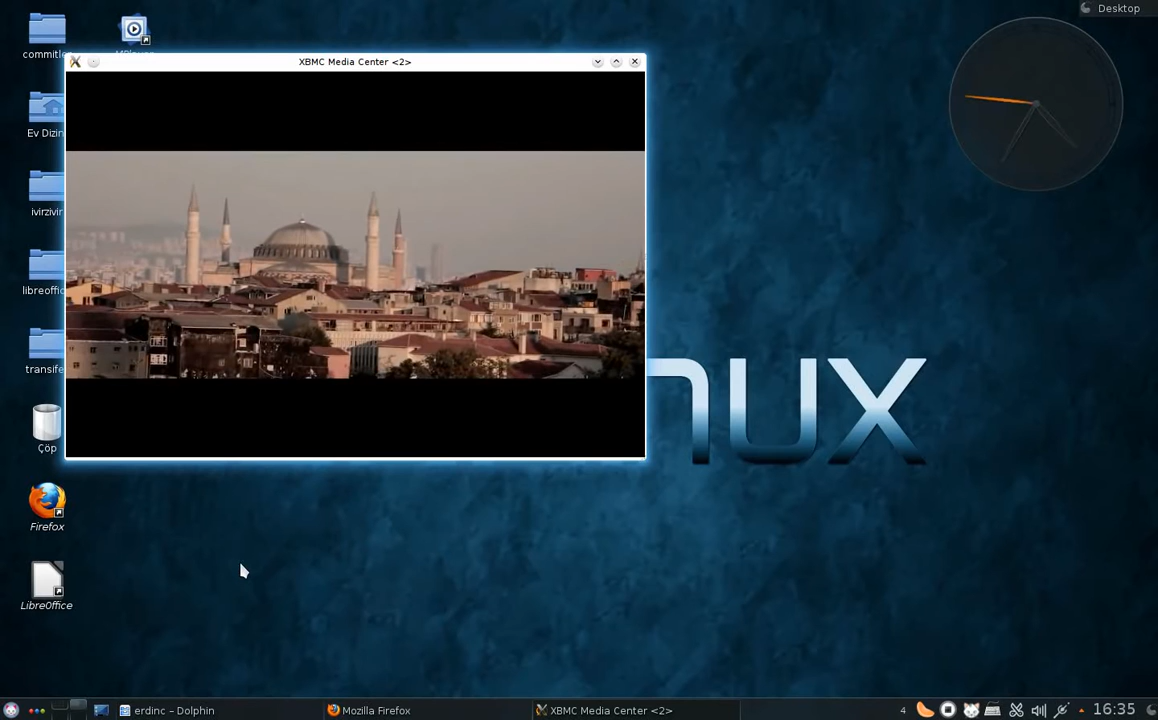 Desktop
commitle
MPlayer
XBMC Media Center <2>
Ev Dizin
ivirzivir
libreoffic
transfe
nux
Çöp
Firefox
LibreOffice
erdinc – Dolphin
Mozilla Firefox
XBMC Media Center <2>
4
16:35